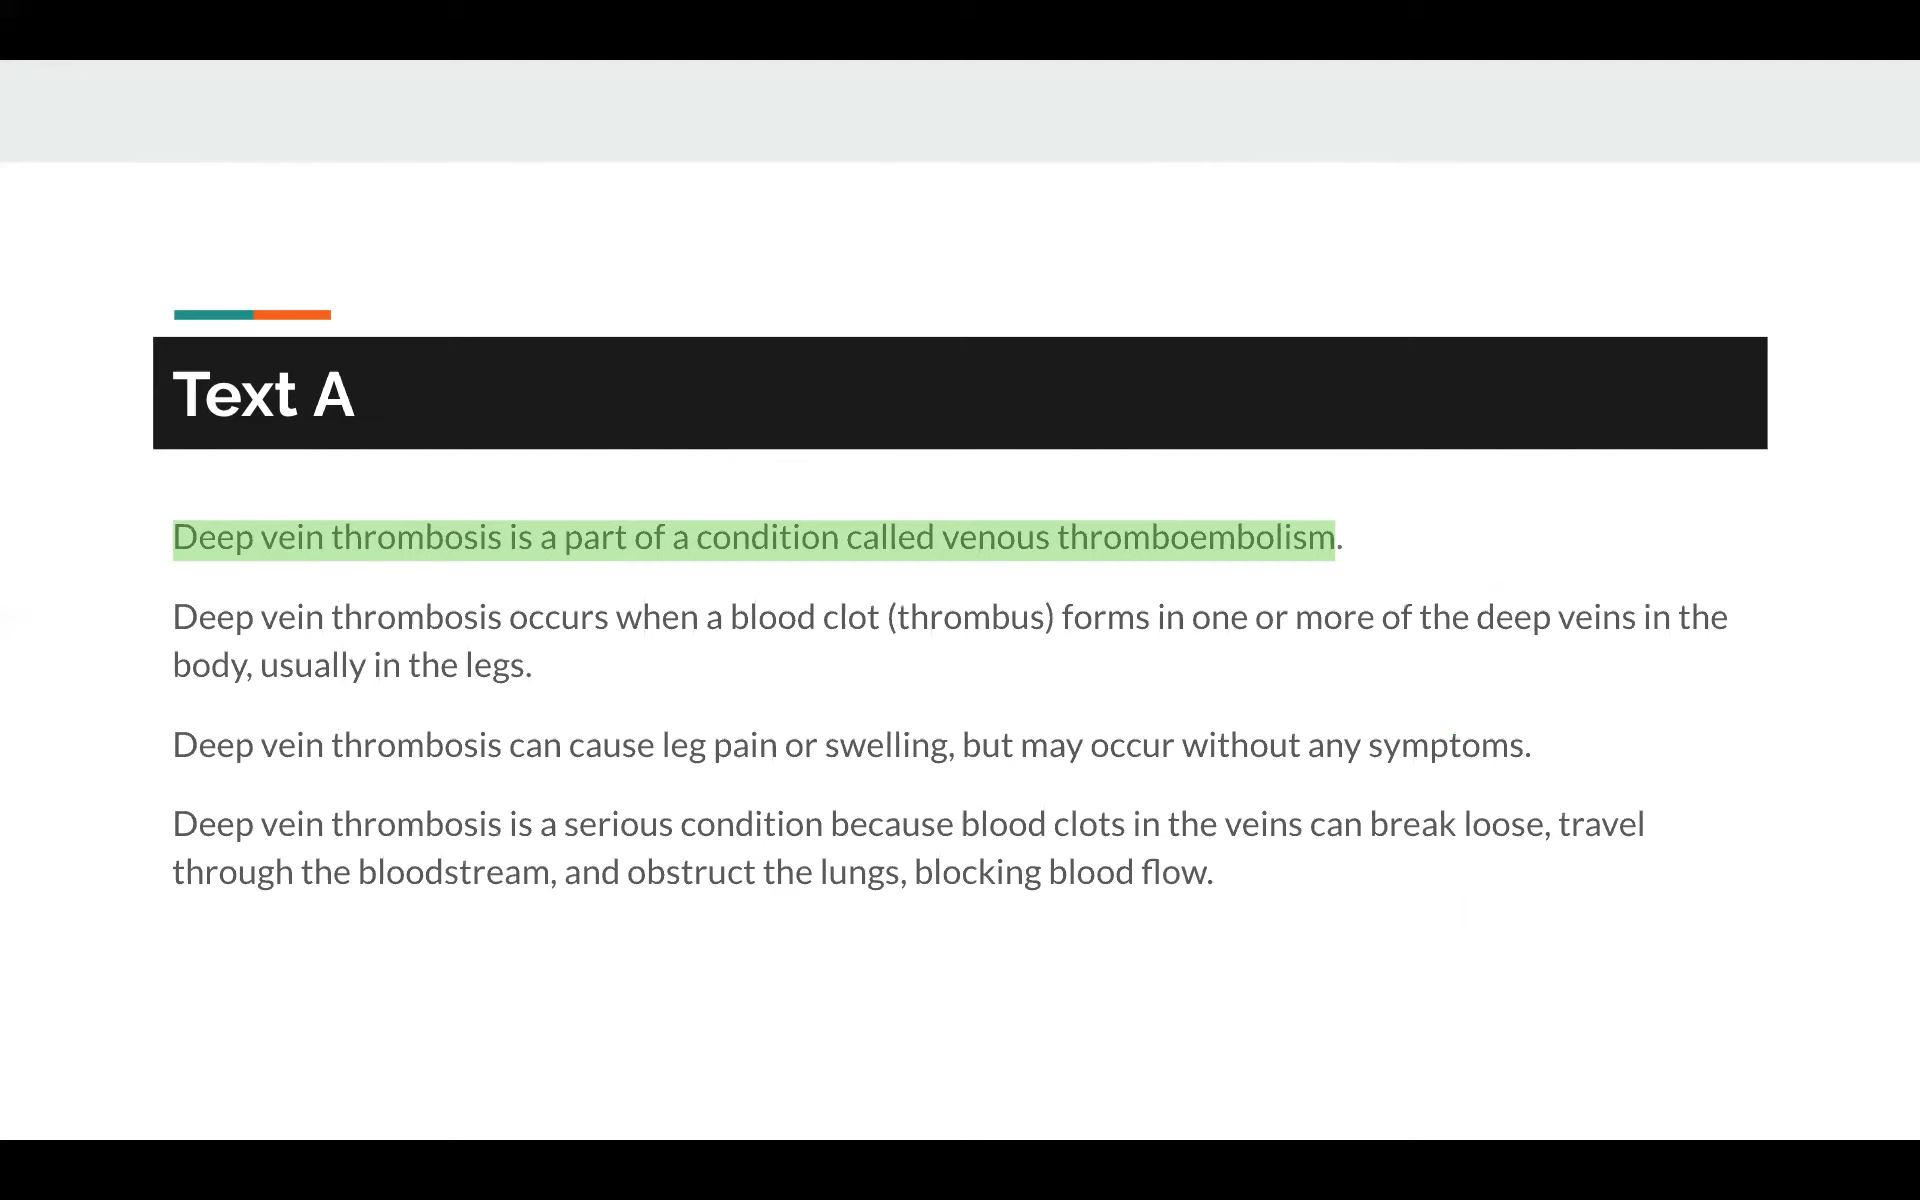 Text A
Deep vein thrombosis is a part of a condition called venous thromboembolism.
Deep vein thrombosis occurs when a blood clot (thrombus) forms in one or more of the deep veins in the
body, usually in the legs.
Deep vein thrombosis can cause leg pain or swelling, but may occur without any symptoms.
Deep vein thrombosis is a serious condition because blood clots in the veins can break loose, travel
through the bloodstream, and obstruct the lungs, blocking blood flow.